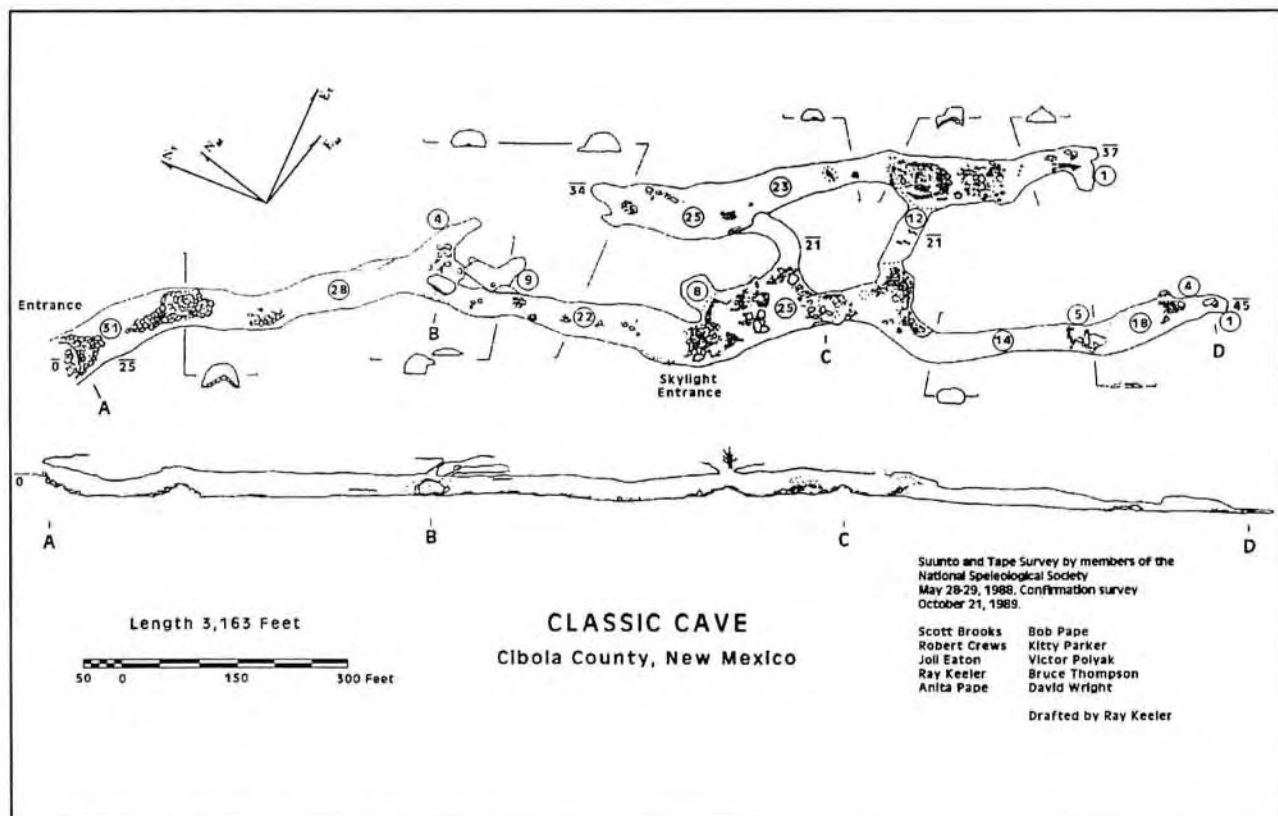 4
34
25
23
12
37
1
21
21
Entrance
31
28
9
22
8
25
14
5
18
4
45
1
0
25
A
B
Skylight
Entrance
C
D
0
A
B
C
D
Length 3,163 Feet
50 0 150 300 Feet
CLASSIC CAVE
Cibola County, New Mexico
Suunto and Tape Survey by members of the
National Speleological Society
May 28-29, 1988. Confirmation survey
October 21, 1989.
Scott Brooks Bob Pape
Robert Crews Kitty Parker
Joli Eaton Victor Polyak
Ray Keeler Bruce Thompson
Anita Pape David Wright
Drafted by Ray Keeler